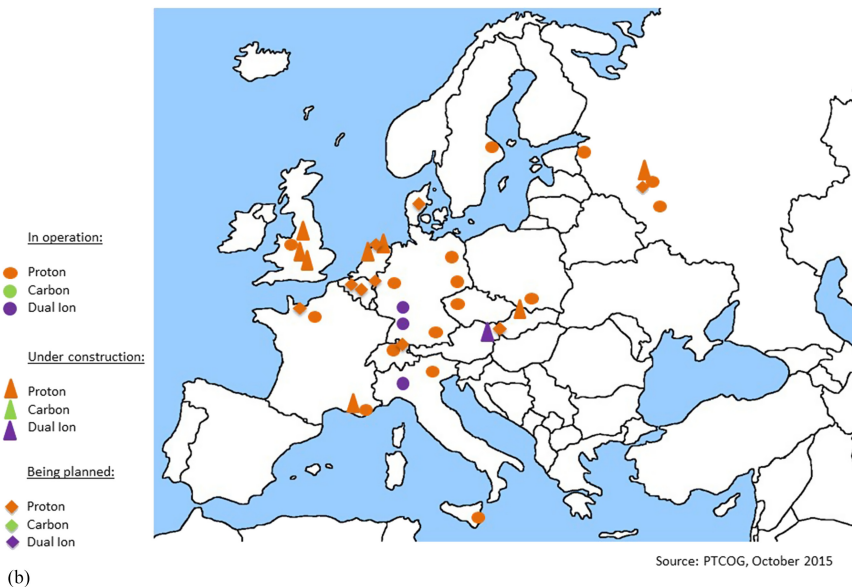 In operation:
Proton
Carbon
Dual Ion
Under construction:
Proton
Carbon
Dual Ion
Being planned:
Proton
Carbon
Dual Ion
Source: PTCOG, October 2015
(b)